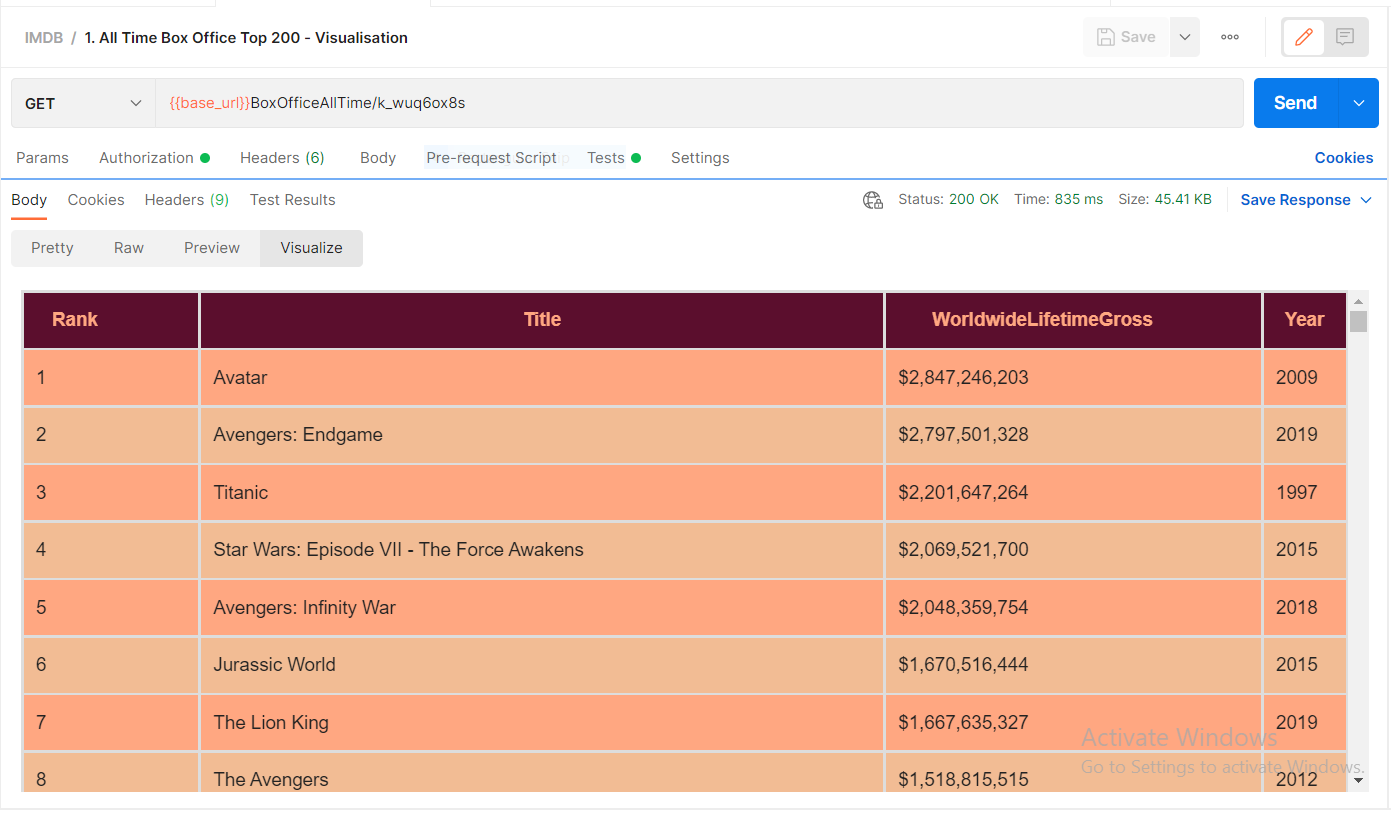 IMDB / 1. All Time Box Office Top 200 - Visualisation
Save
GET {{base_url}}BoxOfficeAllTime/k_wuq6ox8s Send
Params Authorization Headers (6) Body Pre-request Script Tests Settings Cookies
Body Cookies Headers (9) Test Results Status: 200 OK Time: 835 ms Size: 45.41 KB Save Response
Pretty Raw Preview Visualize
Rank Title WorldwideLifetimeGross Year
1 Avatar $2,847,246,203 2009
2 Avengers: Endgame $2,797,501,328 2019
3 Titanic $2,201,647,264 1997
4 Star Wars: Episode VII - The Force Awakens $2,069,521,700 2015
5 Avengers: Infinity War $2,048,359,754 2018
6 Jurassic World $1,670,516,444 2015
7 The Lion King $1,667,635,327 2019
Activate Windows
Go to Settings to activate Windows.
8 The Avengers $1,518,815,515 2012